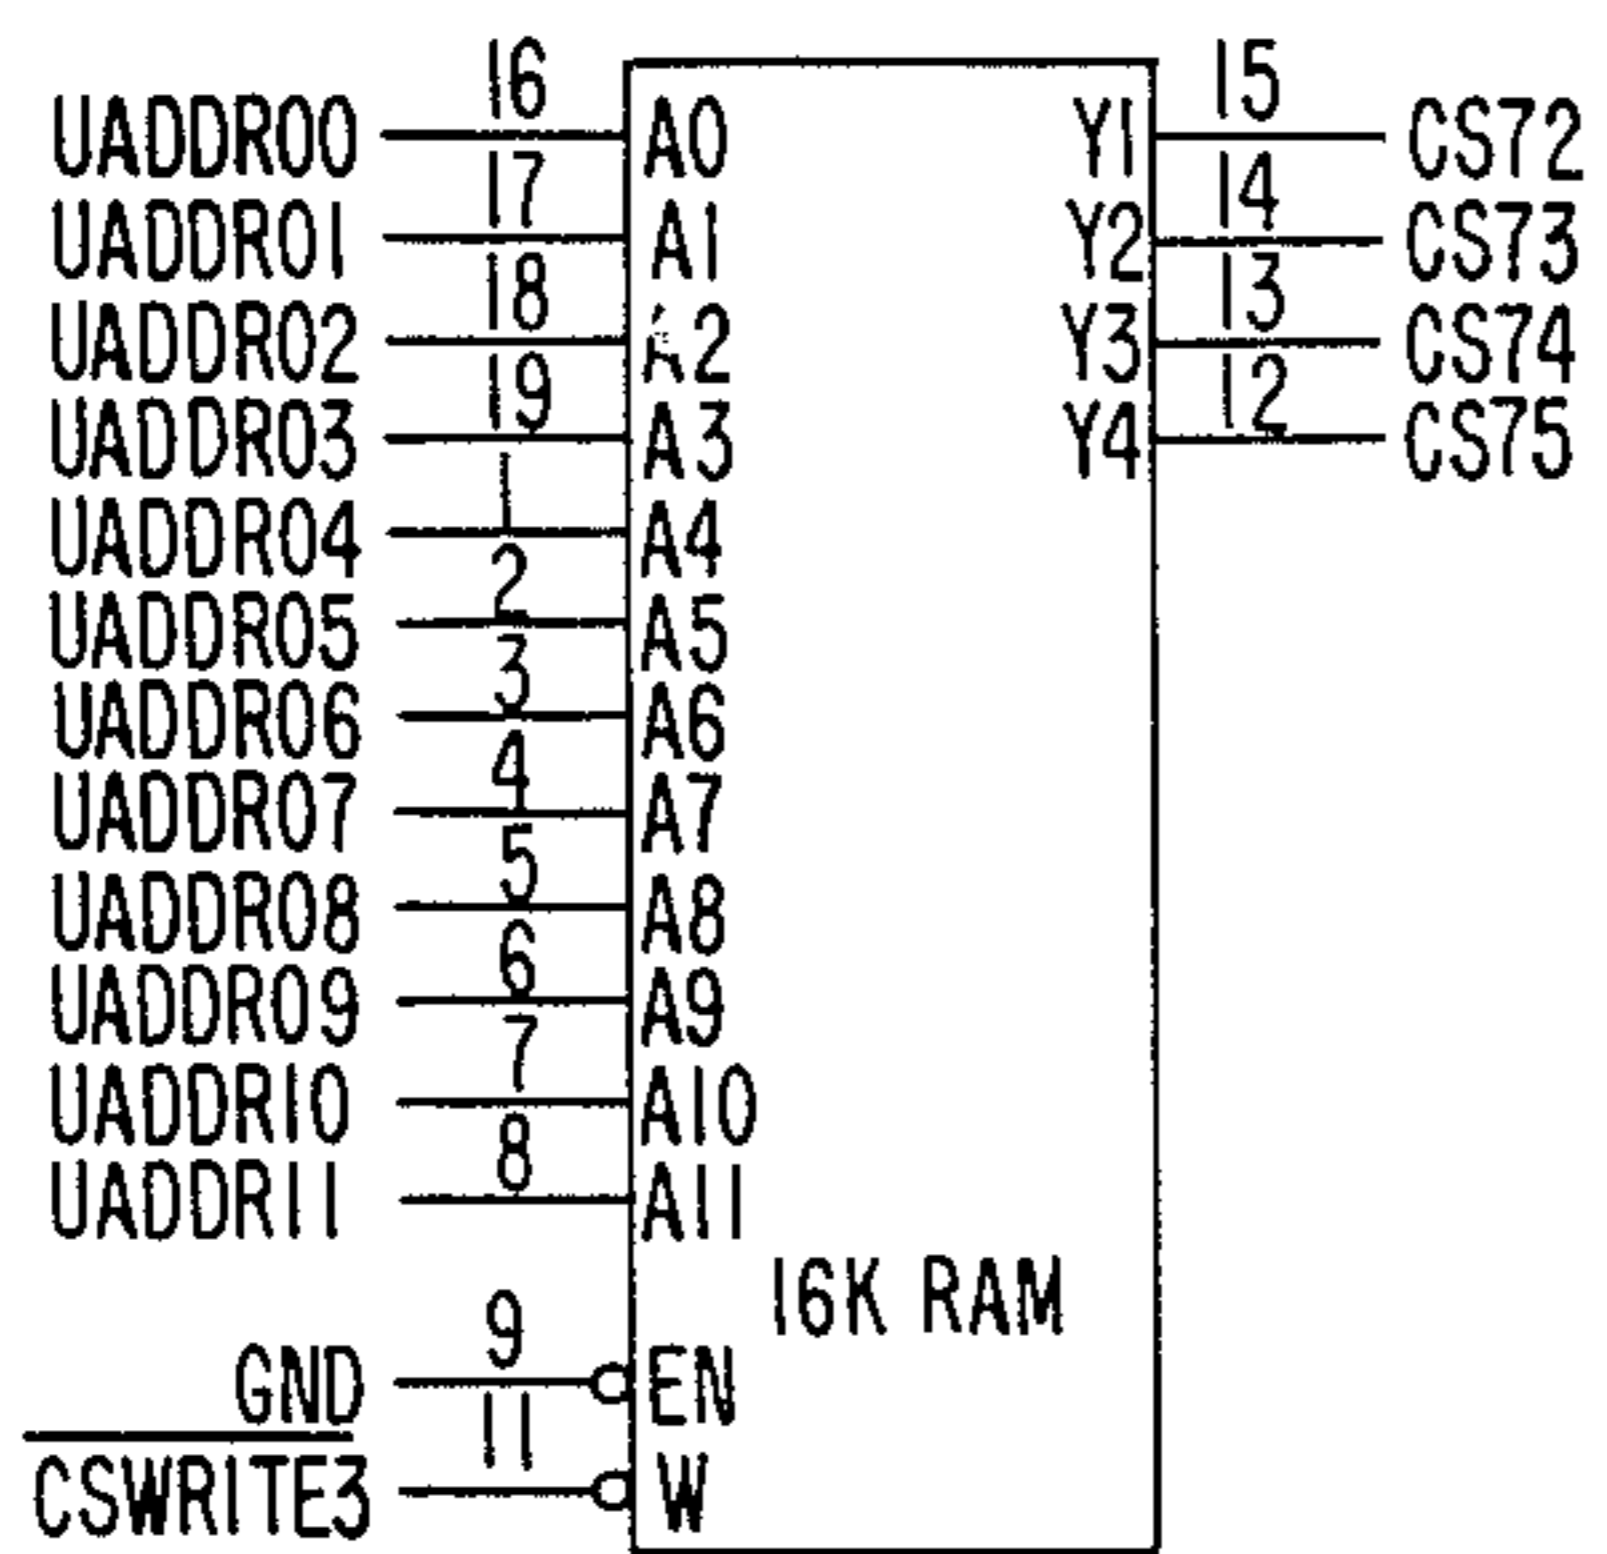 16 15
UADDR00 A0 Y1 CS72
17 14
UADDR01 A1 Y2 CS73
18 13
UADDR02 A2 Y3 CS74
19 12
UADDR03 A3 Y4 CS75
1
UADDR04 A4
2
UADDR05 A5
3
UADDR06 A6
4
UADDR07 A7
5
UADDR08 A8
6
UADDR09 A9
7
UADDR10 A10
8
UADDR11 A11
16K RAM
9
GND EN
11
CSWRITE3 W